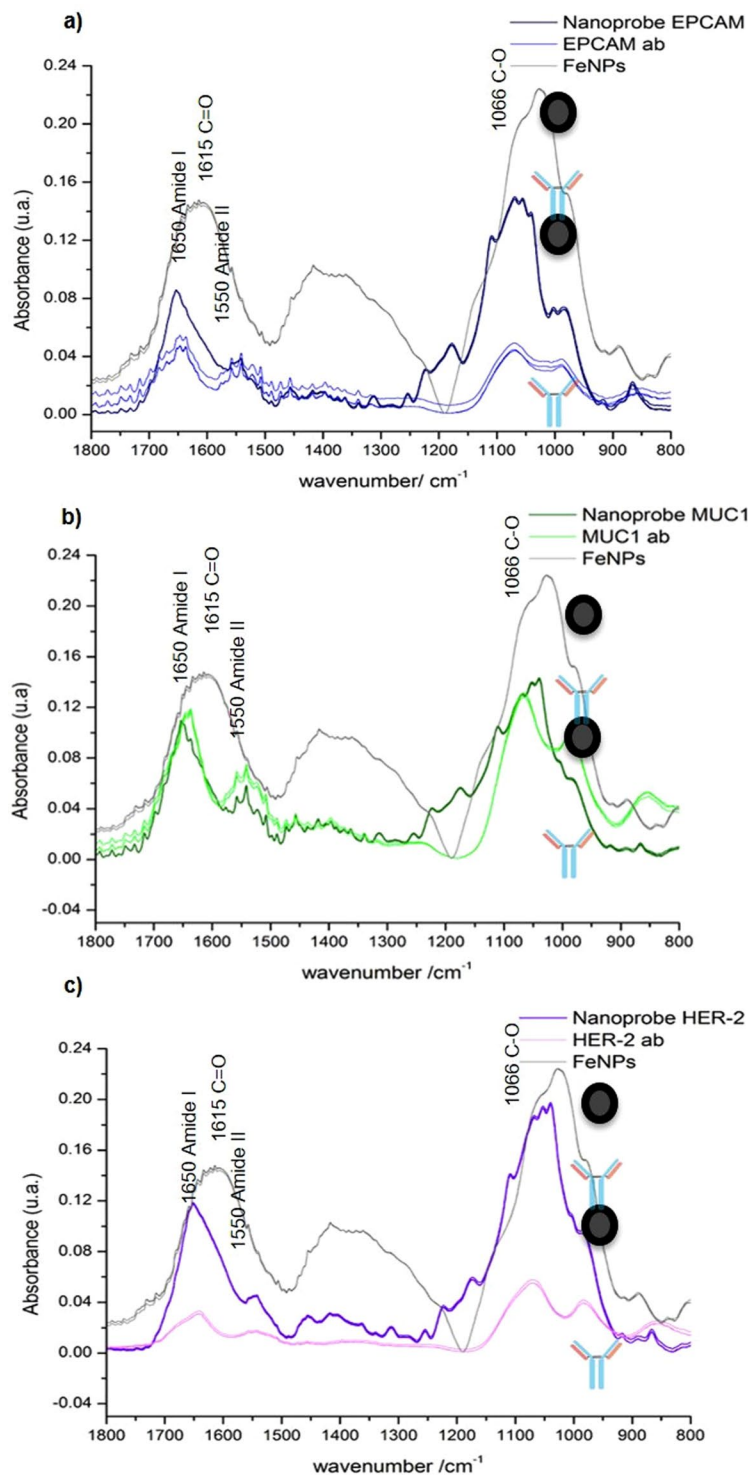 a)
Nanoprobe EPCAM
EPCAM ab
FeNPs
0.24
0.20
0.16
0.12
0.08
0.04
0.00
Absorbance (u.a.)
1650 Amide I
1615 C=O
1550 Amide II
1066 C-O
1800 1700 1600 1500 1400 1300 1200 1100 1000 900 800
wavenumber/ cm-1
b)
Nanoprobe MUC1
MUC1 ab
FeNPs
0.24
0.20
0.16
0.12
0.08
0.04
0.00
-0.04
Absorbance (u.a)
1650 Amide I
1615 C=O
1550 Amide II
1066 C-O
1800 1700 1600 1500 1400 1300 1200 1100 1000 900 800
wavenumber /cm-1
c)
Nanoprobe HER-2
HER-2 ab
FeNPs
0.24
0.20
0.16
0.12
0.08
0.04
0.00
-0.04
Absorbance (u.a.)
1650 Amide I
1615 C=O
1550 Amide II
1066 C-O
1800 1700 1600 1500 1400 1300 1200 1100 1000 900 800
wavenumber /cm-1